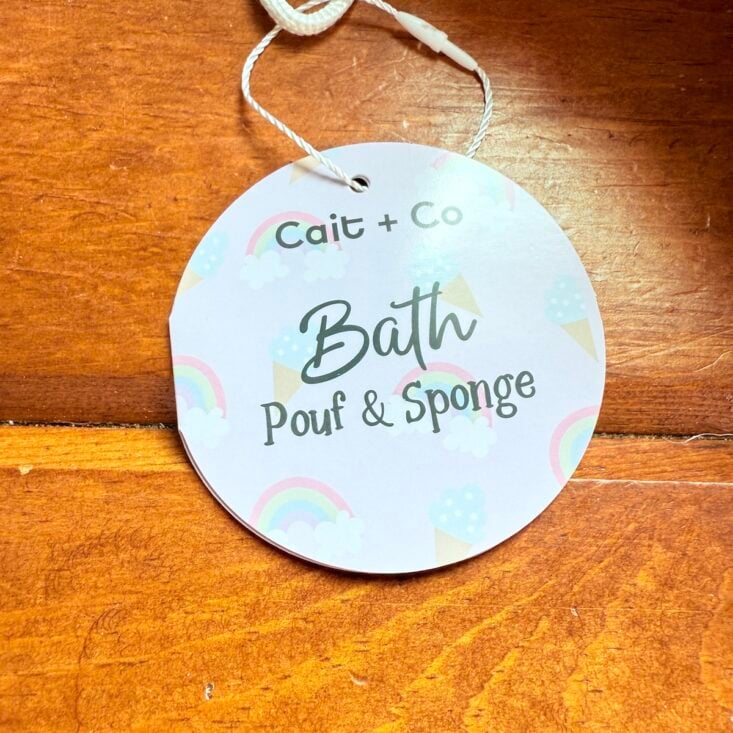 Cait + Co
Bath
Pouf & Sponge